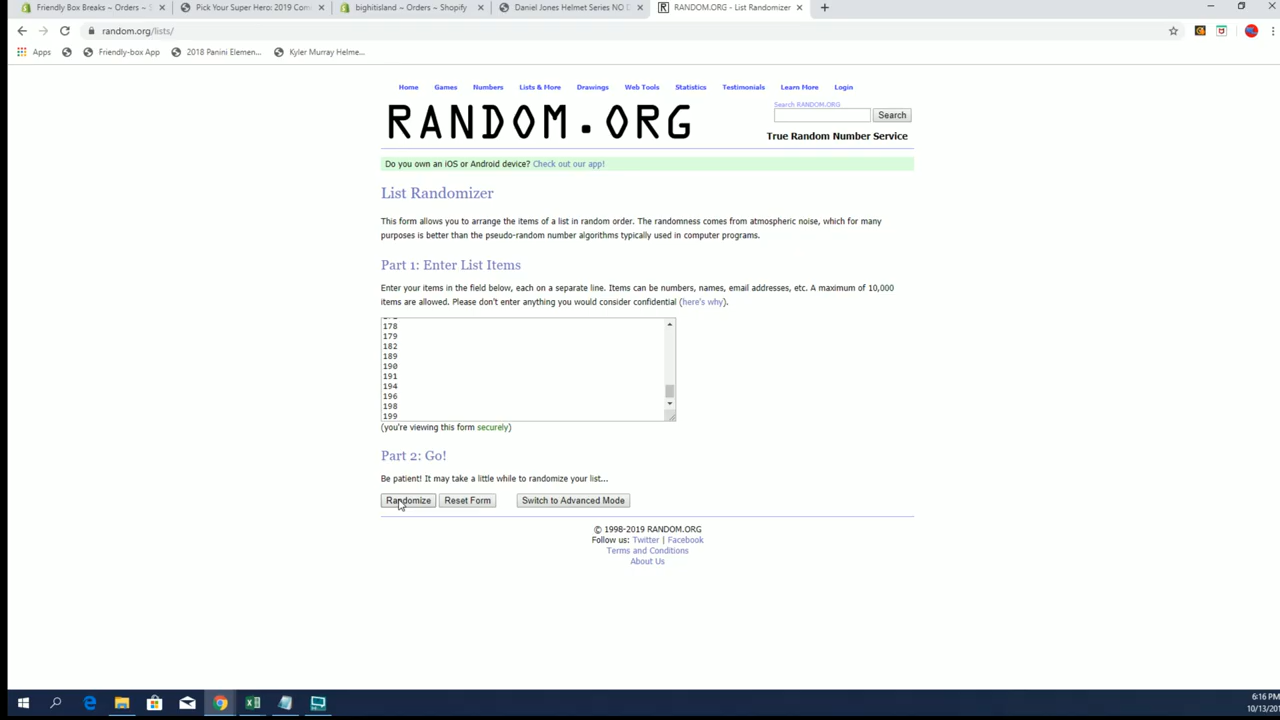 Friendly Box Breaks ~ Orders ~ S
Pick Your Super Hero: 2019 Com
bighitisland ~ Orders ~ Shopify
Daniel Jones Helmet Series NO D
RANDOM.ORG - List Randomizer
random.org/lists/
Apps
Friendly-box App
2018 Panini Elemen...
Kyler Murray Helme...
Home
Games
Numbers
Lists & More
Drawings
Web Tools
Statistics
Testimonials
Learn More
Login
RANDOM.ORG
Search RANDOM.ORG
Search
True Random Number Service
Do you own an iOS or Android device? Check out our app!
List Randomizer
This form allows you to arrange the items of a list in random order. The randomness comes from atmospheric noise, which for many
purposes is better than the pseudo-random number algorithms typically used in computer programs.
Part 1: Enter List Items
Enter your items in the field below, each on a separate line. Items can be numbers, names, email addresses, etc. A maximum of 10,000
items are allowed. Please don't enter anything you would consider confidential (here's why).
178
179
182
189
190
191
194
196
198
199
(you're viewing this form securely)
Part 2: Go!
Be patient! It may take a little while to randomize your list...
Randomize
Reset Form
Switch to Advanced Mode
© 1998-2019 RANDOM.ORG
Follow us: Twitter | Facebook
Terms and Conditions
About Us
6:16 PM
10/13/201